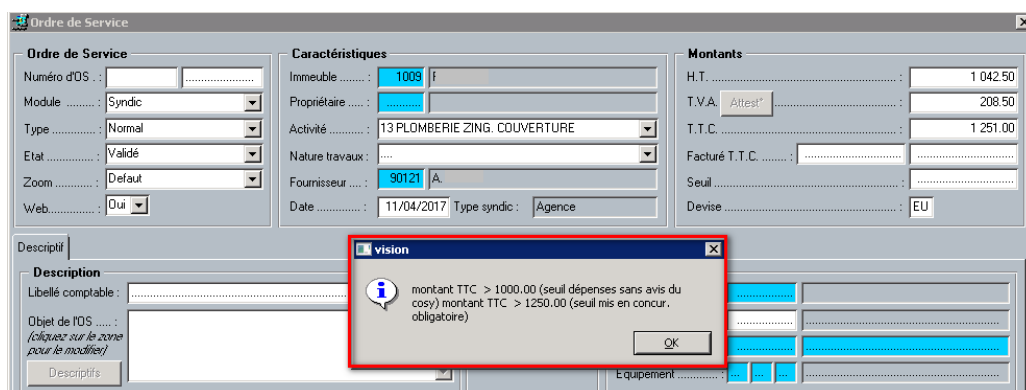 Ordre de Service
Ordre de Service
Numéro d'OS . :
Module ......... : Syndic
Type ............. : Normal
Etat ............... : Validé
Zoom ............ : Defaut
Web.............. : Oui
Caractéristiques
Immeuble ........ : 1009
Propriétaire ..... :
Activité ........... : 13 PLOMBERIE ZING. COUVERTURE
Nature travaux : ....
Fournisseur .... : 90121 A.
Date ............. : 11/04/2017 Type syndic : Agence
Montants
H.T. : 1 042.50
T.V.A. Attest° : 208.50
T.T.C. : 1 251.00
Facturé T.T.C. ........ :
Seuil :
Devise : EU
Descriptif
Description
Libellé comptable :
Objet de l'OS ..... :
(cliquez sur la zone
pour le modifier)
Descriptifs
vision
montant TTC > 1000.00 (seuil dépenses sans avis du
cosy) montant TTC > 1250.00 (seuil mis en concur.
obligatoire)
OK
Equipement ............ :